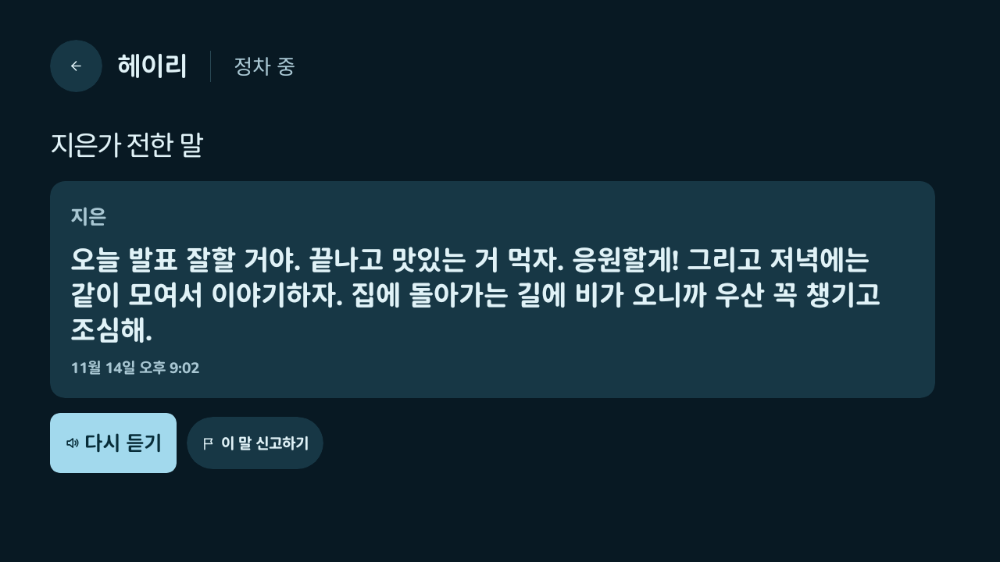 헤이리
정차 중
지은가 전한 말
지은
오늘 발표 잘할 거야. 끝나고 맛있는 거 먹자. 응원할게! 그리고 저녁에는
같이 모여서 이야기하자. 집에 돌아가는 길에 비가 오니까 우산 꼭 챙기고
조심해.
11월 14일 오후 9:02
다시 듣기
이 말 신고하기